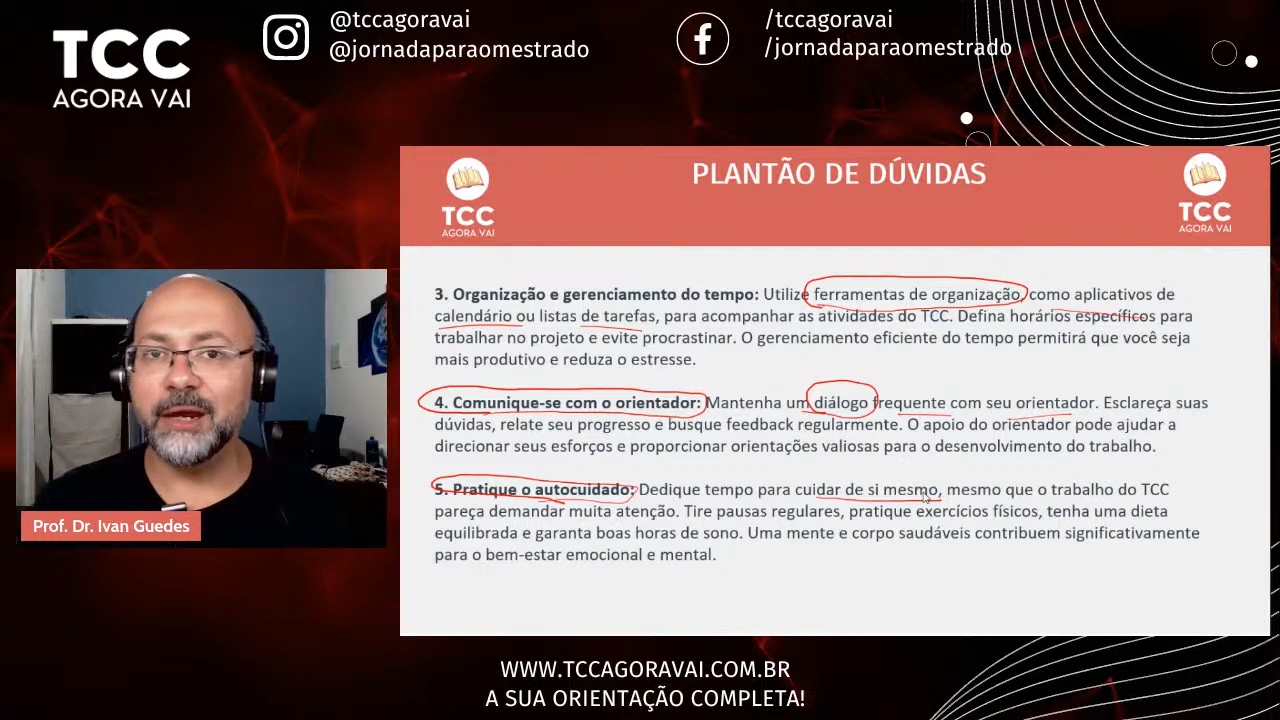 TCC
AGORA VAI
@tccagoravai
@jornadaparaomestrado
/tccagoravai
/jornadaparaomestrado
TCC
AGORA VAI
PLANTÃO DE DÚVIDAS
TCC
AGORA VAI
3. Organização e gerenciamento do tempo: Utilize ferramentas de organização, como aplicativos de
calendário ou listas de tarefas, para acompanhar as atividades do TCC. Defina horários específicos para
trabalhar no projeto e evite procrastinar. O gerenciamento eficiente do tempo permitirá que você seja
mais produtivo e reduza o estresse.
4. Comunique-se com o orientador: Mantenha um diálogo frequente com seu orientador. Esclareça suas
dúvidas, relate seu progresso e busque feedback regularmente. O apoio do orientador pode ajudar a
direcionar seus esforços e proporcionar orientações valiosas para o desenvolvimento do trabalho.
5. Pratique o autocuidado: Dedique tempo para cuidar de si mesmo, mesmo que o trabalho do TCC
pareça demandar muita atenção. Tire pausas regulares, pratique exercícios físicos, tenha uma dieta
equilibrada e garanta boas horas de sono. Uma mente e corpo saudáveis contribuem significativamente
para o bem-estar emocional e mental.
Prof. Dr. Ivan Guedes
WWW.TCCAGORAVAI.COM.BR
A SUA ORIENTAÇÃO COMPLETA!